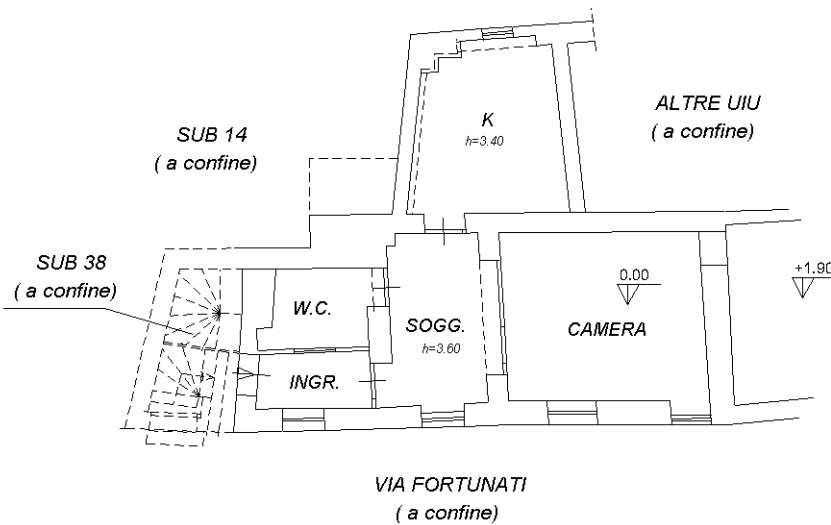 K
h=3.40
ALTRE UIU
( a confine)
SUB 14
( a confine)
SUB 38
( a confine)
0.00
+1.90
W.C.
SOGG.
h=3.60
CAMERA
INGR.
VIA FORTUNATI
( a confine)